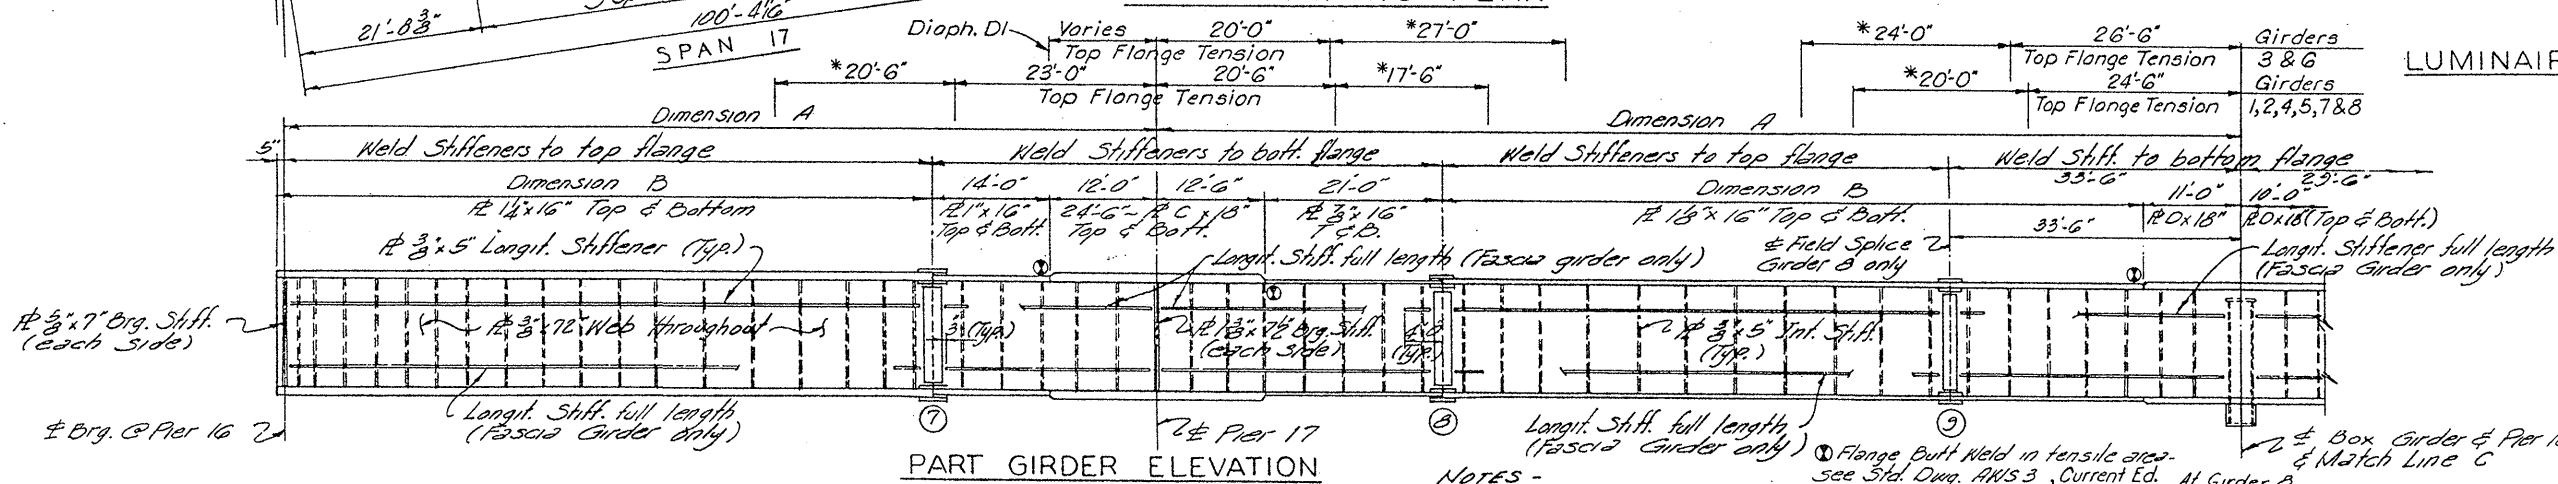 21'-8 3/8"
100'-4 1/16"
SPAN 17
Diaph. D1
Varies
20'-0"
*27'-0"
Top Flange Tension
*24'-0"
26'-6"
Girders
3 & 6
Top Flange Tension
LUMINAIR
*20'-6"
23'-0"
20'-6"
*17'-6"
Top Flange Tension
*20'-0"
24'-6"
Girders
Top Flange Tension
1,2,4,5,7&8
Dimension A
Dimension A
5"
Weld Stiffeners to top flange
Weld Stiffeners to bott. flange
Weld Stiffeners to top flange
Weld Stiff. to bottom flange
Dimension B
14'-0"
12'-0"
12'-6"
21'-0"
Dimension B
33'-6"
29'-6"
11'-0"
10'-0"
℄ 1¼"x16" Top & Bottom
℄ 1"x16"
Top & Bott.
24'-6"~ ℄ C x 18"
Top & Bott.
℄ 7/8"x16"
T & B.
℄ 1⅛"x16" Top & Bott.
33'-6"
℄ Dx18"
℄ Dx18"(Top & Bott.)
℄ 3/8"x5" Longit. Stiffener (Typ.)
Longit. Stiff. full length (Fascia girder only)
℄ Field Splice
Girder 8 only
Longit. Stiffener full length
(Fascia Girder only)
℄ 5/8"x7" Brg. Stiff.
(each side)
℄ 3/8"x72" Web throughout
3" (Typ.)
℄ 1 3/8"x7½" Brg. Stiff.
(each side)
(Typ.)
℄ 3/8"x5" Int. Stiff.
(Typ.)
Longit. Stiff. full length
(Fascia Girder only)
℄ Brg. @ Pier 16
7
℄ Pier 17
8
Longit. Stiff. full length
(Fascia Girder only)
9
℄ Box Girder & Pier 1
& Match Line C
PART GIRDER ELEVATION
NOTES -
Flange Butt Weld in tensile area-
see Std. Dwg. AWS 3 , Current Ed.
At Girder 8